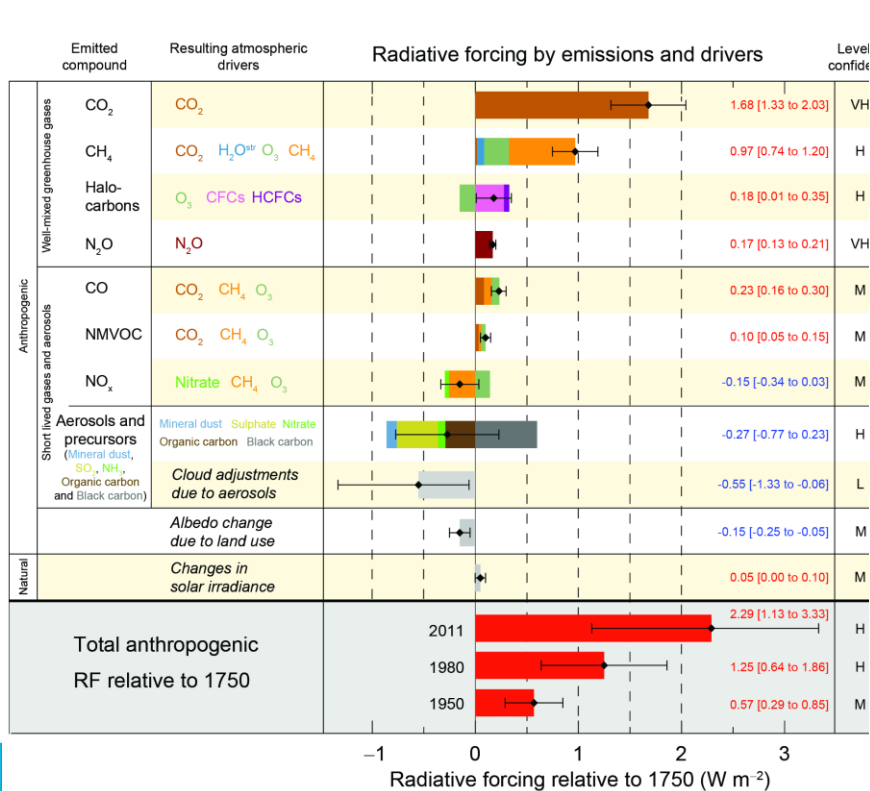 Emitted compound
Resulting atmospheric drivers
Radiative forcing by emissions and drivers
Level
confide
Anthropogenic
Well-mixed greenhouse gases
CO₂
CO₂
1.68 [1.33 to 2.03]
VH
CH₄
CO₂ H₂Oˢᵗʳ O₃ CH₄
0.97 [0.74 to 1.20]
H
Halo-
carbons
O₃ CFCs HCFCs
0.18 [0.01 to 0.35]
H
N₂O
N₂O
0.17 [0.13 to 0.21]
VH
Short lived gases and aerosols
CO
CO₂ CH₄ O₃
0.23 [0.16 to 0.30]
M
NMVOC
CO₂ CH₄ O₃
0.10 [0.05 to 0.15]
M
NOₓ
Nitrate CH₄ O₃
-0.15 [-0.34 to 0.03]
M
Aerosols and
precursors
(Mineral dust,
SO₂, NH₃,
Organic carbon
and Black carbon)
Mineral dust Sulphate Nitrate
Organic carbon Black carbon
-0.27 [-0.77 to 0.23]
H
Cloud adjustments
due to aerosols
-0.55 [-1.33 to -0.06]
L
Albedo change
due to land use
-0.15 [-0.25 to -0.05]
M
Natural
Changes in
solar irradiance
0.05 [0.00 to 0.10]
M
Total anthropogenic
RF relative to 1750
2011
2.29 [1.13 to 3.33]
H
1980
1.25 [0.64 to 1.86]
H
1950
0.57 [0.29 to 0.85]
M
−1 0 1 2 3
Radiative forcing relative to 1750 (W m⁻²)